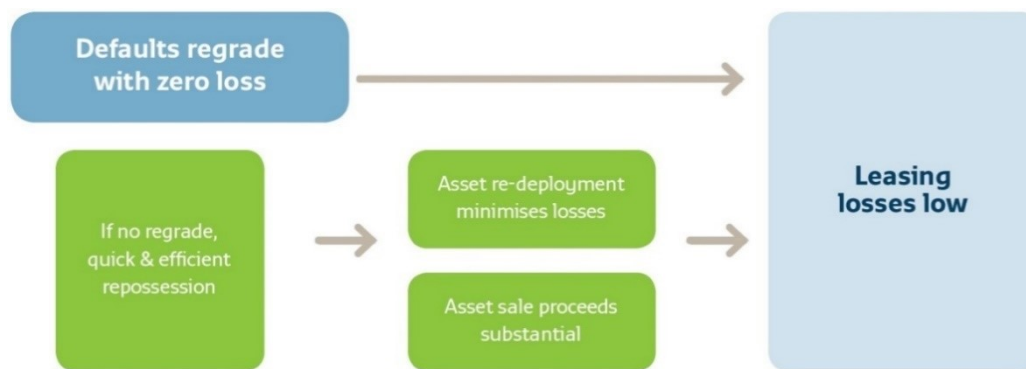 Defaults regrade
with zero loss
If no regrade,
quick & efficient
repossession
Asset re-deployment
minimises losses
Asset sale proceeds
substantial
Leasing
losses low